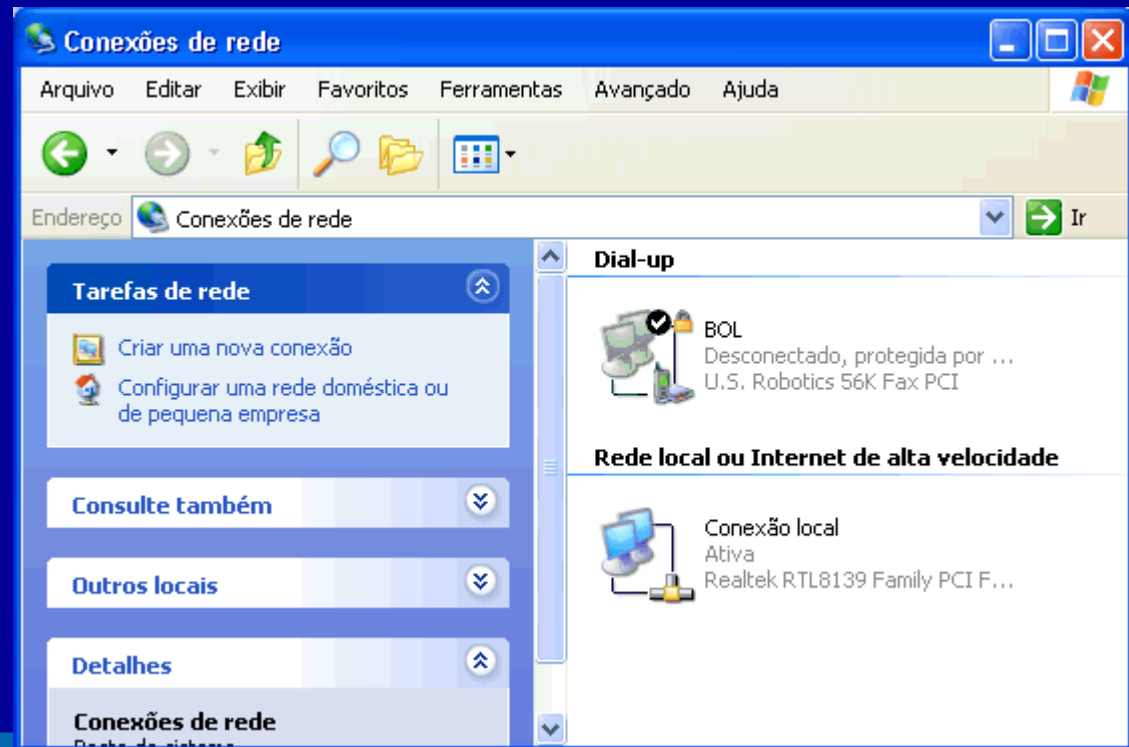 Conexões de rede
Arquivo Editar Exibir Favoritos Ferramentas Avançado Ajuda
Endereço Conexões de rede Ir
Tarefas de rede
Criar uma nova conexão
Configurar uma rede doméstica ou
de pequena empresa
Consulte também
Outros locais
Detalhes
Conexões de rede
Dial-up
BOL
Desconectado, protegida por ...
U.S. Robotics 56K Fax PCI
Rede local ou Internet de alta velocidade
Conexão local
Ativa
Realtek RTL8139 Family PCI F...